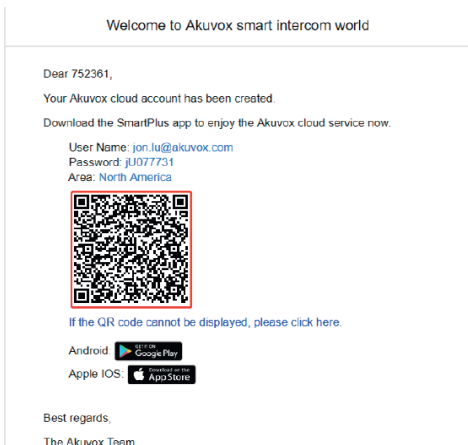 Welcome to Akuvox smart intercom world
Dear 752361,
Your Akuvox cloud account has been created.
Download the SmartPlus app to enjoy the Akuvox cloud service now.
User Name: jon.lu@akuvox.com
Password: jU077731
Area: North America
If the QR code cannot be displayed, please click here.
Android: GET IT ON Google Play
Apple IOS: Download on the App Store
Best regards,
The Akuvox Team